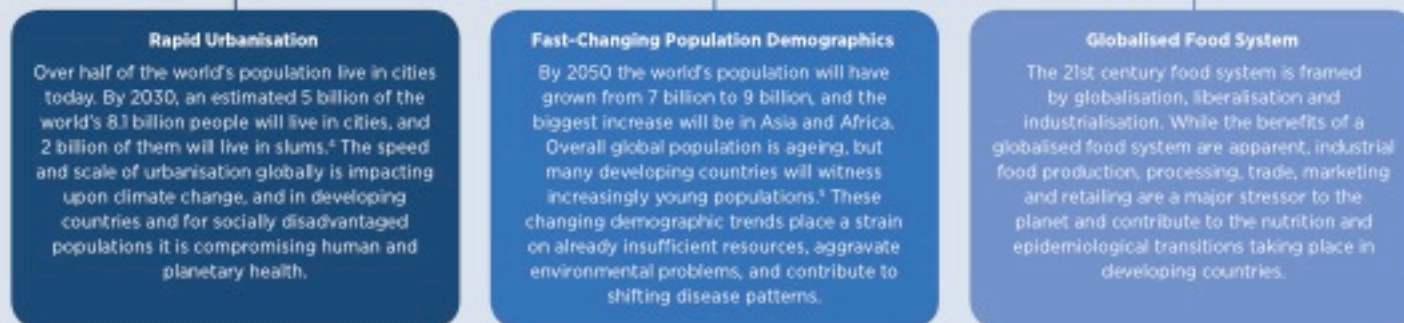 Rapid Urbanisation
Over half of the world's population live in cities
today. By 2030, an estimated 5 billion of the
world's 8.1 billion people will live in cities, and
2 billion of them will live in slums.⁴ The speed
and scale of urbanisation globally is impacting
upon climate change, and in developing
countries and for socially disadvantaged
populations it is compromising human and
planetary health.
Fast-Changing Population Demographics
By 2050 the world's population will have
grown from 7 billion to 9 billion, and the
biggest increase will be in Asia and Africa.
Overall global population is ageing, but
many developing countries will witness
increasingly young populations.⁵ These
changing demographic trends place a strain
on already insufficient resources, aggravate
environmental problems, and contribute to
shifting disease patterns.
Globalised Food System
The 21st century food system is framed
by globalisation, liberalisation and
industrialisation. While the benefits of a
globalised food system are apparent, industrial
food production, processing, trade, marketing
and retailing are a major stressor to the
planet and contribute to the nutrition and
epidemiological transitions taking place in
developing countries.